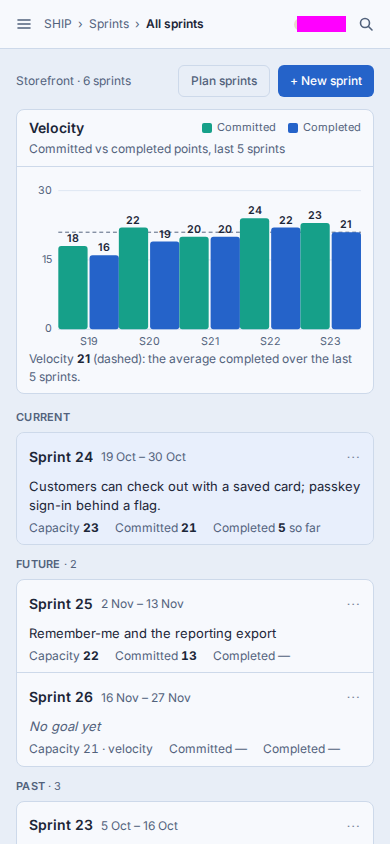 SHIP › Sprints › All sprints
Storefront · 6 sprints
Plan sprints
+ New sprint
Velocity
Committed
Completed
Committed vs completed points, last 5 sprints
30
15
0
18
16
22
19
20
20
24
22
23
21
S19
S20
S21
S22
S23
Velocity 21 (dashed): the average completed over the last
5 sprints.
CURRENT
Sprint 24 19 Oct – 30 Oct
Customers can check out with a saved card; passkey
sign-in behind a flag.
Capacity 23 Committed 21 Completed 5 so far
FUTURE · 2
Sprint 25 2 Nov – 13 Nov
Remember-me and the reporting export
Capacity 22 Committed 13 Completed —
Sprint 26 16 Nov – 27 Nov
No goal yet
Capacity 21 · velocity Committed — Completed —
PAST · 3
Sprint 23 5 Oct – 16 Oct